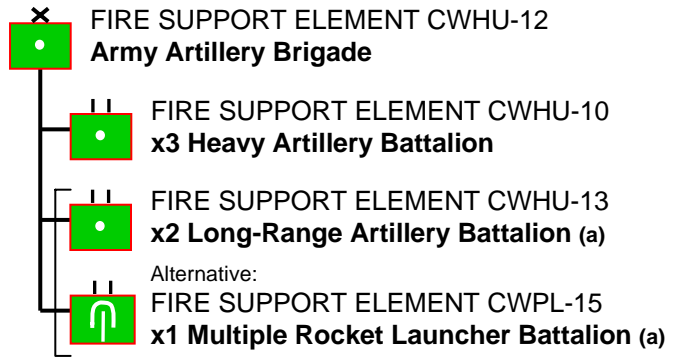 FIRE SUPPORT ELEMENT CWHU-12
Army Artillery Brigade
FIRE SUPPORT ELEMENT CWHU-10
x3 Heavy Artillery Battalion
FIRE SUPPORT ELEMENT CWHU-13
x2 Long-Range Artillery Battalion (a)
Alternative:
FIRE SUPPORT ELEMENT CWPL-15
x1 Multiple Rocket Launcher Battalion (a)